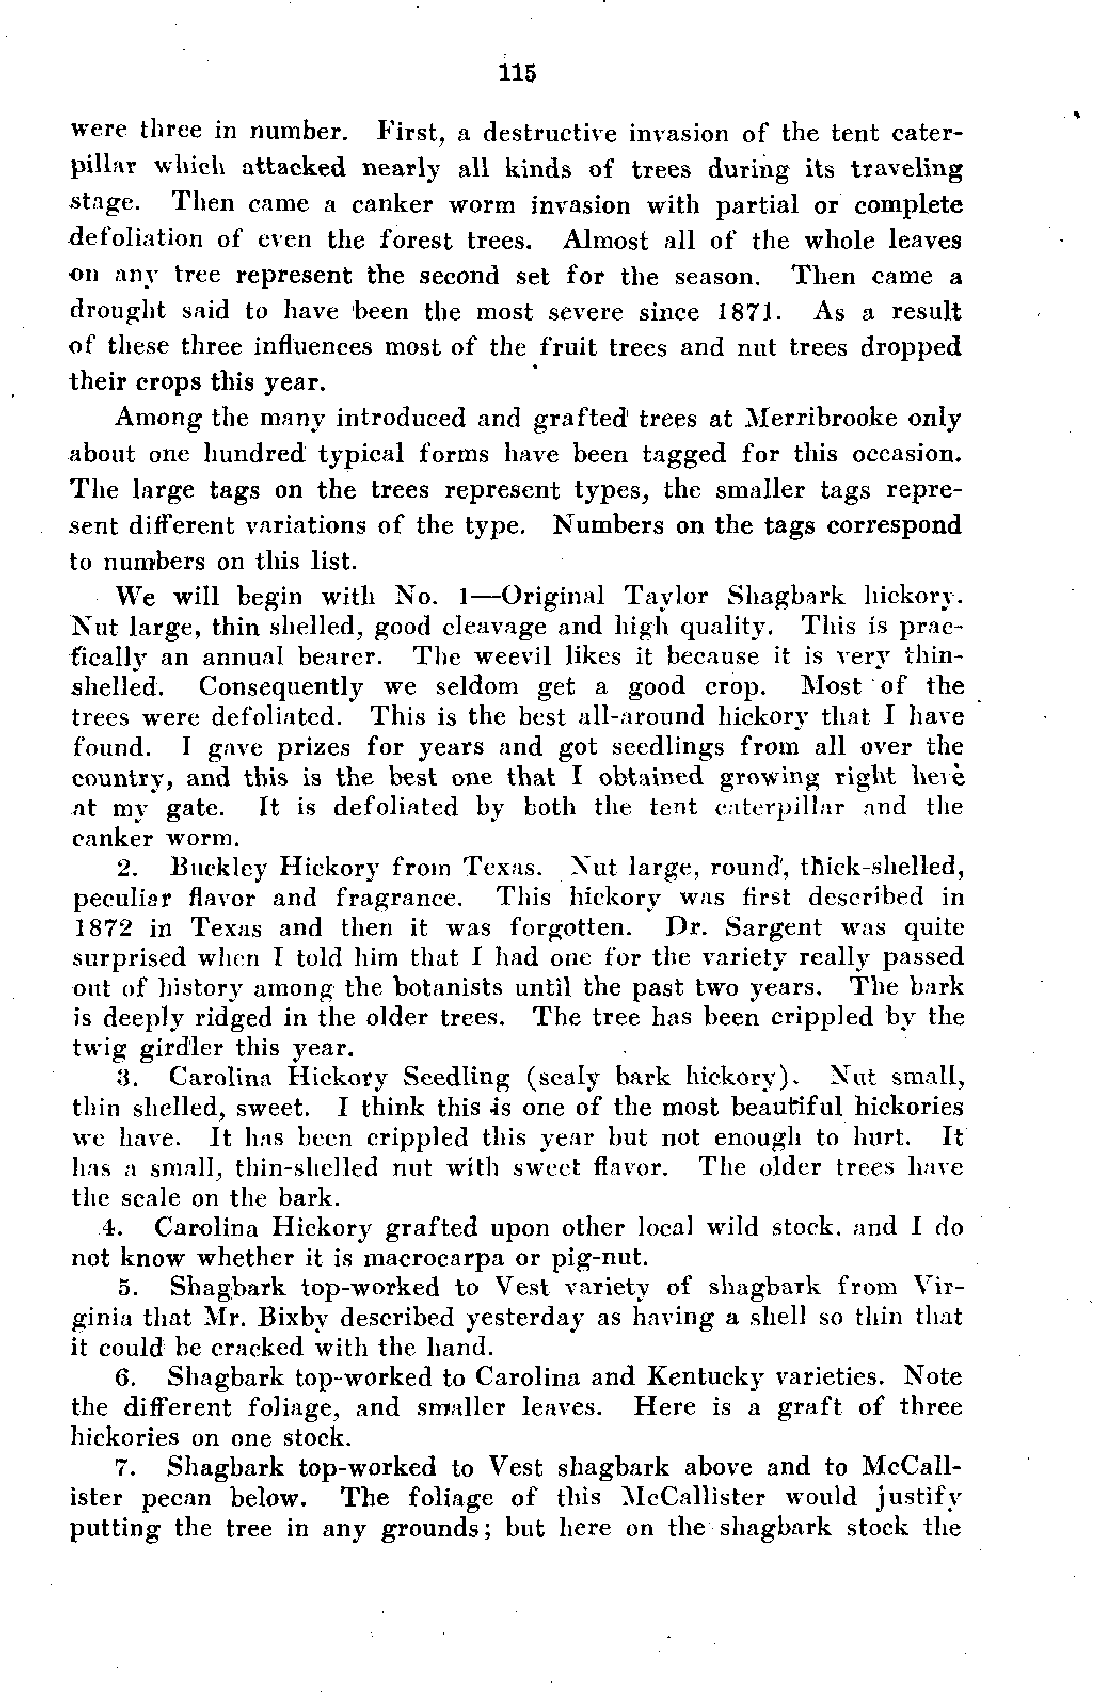 115
were three in number. First, a destructive invasion of the tent cater-
pillar which attacked nearly all kinds of trees during its traveling
stage. Then came a canker worm invasion with partial or complete
defoliation of even the forest trees. Almost all of the whole leaves
on any tree represent the second set for the season. Then came a
drought said to have been the most severe since 1871. As a result
of these three influences most of the fruit trees and nut trees dropped
their crops this year.
Among the many introduced and grafted trees at Merribrooke only
about one hundred typical forms have been tagged for this occasion.
The large tags on the trees represent types, the smaller tags repre-
sent different variations of the type. Numbers on the tags correspond
to numbers on this list.
We will begin with No. 1—Original Taylor Shagbark hickory.
Nut large, thin shelled, good cleavage and high quality. This is prac-
tically an annual bearer. The weevil likes it because it is very thin-
shelled. Consequently we seldom get a good crop. Most of the
trees were defoliated. This is the best all-around hickory that I have
found. I gave prizes for years and got seedlings from all over the
country, and this is the best one that I obtained growing right here
at my gate. It is defoliated by both the tent caterpillar and the
canker worm.
2. Buckley Hickory from Texas. Nut large, round, thick-shelled,
peculiar flavor and fragrance. This hickory was first described in
1872 in Texas and then it was forgotten. Dr. Sargent was quite
surprised when I told him that I had one for the variety really passed
out of history among the botanists until the past two years. The bark
is deeply ridged in the older trees. The tree has been crippled by the
twig girdler this year.
3. Carolina Hickory Seedling (scaly bark hickory). Nut small,
thin shelled, sweet. I think this is one of the most beautiful hickories
we have. It has been crippled this year but not enough to hurt. It
has a small, thin-shelled nut with sweet flavor. The older trees have
the scale on the bark.
4. Carolina Hickory grafted upon other local wild stock, and I do
not know whether it is macrocarpa or pig-nut.
5. Shagbark top-worked to Vest variety of shagbark from Vir-
ginia that Mr. Bixby described yesterday as having a shell so thin that
it could be cracked with the hand.
6. Shagbark top-worked to Carolina and Kentucky varieties. Note
the different foliage, and smaller leaves. Here is a graft of three
hickories on one stock.
7. Shagbark top-worked to Vest shagbark above and to McCall-
ister pecan below. The foliage of this McCallister would justify
putting the tree in any grounds; but here on the shagbark stock the